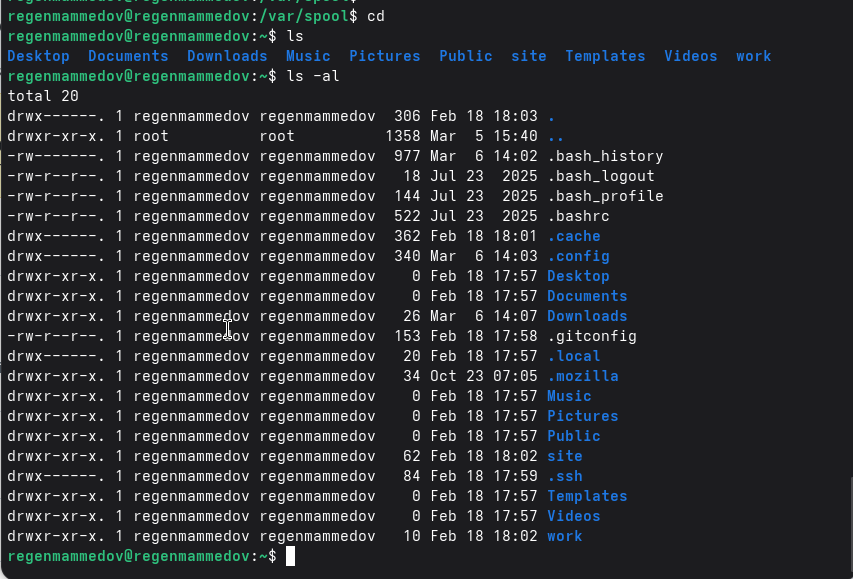 regenmammedov@regenmammedov:/var/spool$ cd
regenmammedov@regenmammedov:~$ ls
Desktop  Documents  Downloads  Music  Pictures  Public  site  Templates  Videos  work
regenmammedov@regenmammedov:~$ ls -al
total 20
drwx------. 1 regenmammedov regenmammedov  306 Feb 18 18:03 .
drwxr-xr-x. 1 root          root          1358 Mar  5 15:40 ..
-rw-------. 1 regenmammedov regenmammedov  977 Mar  6 14:02 .bash_history
-rw-r--r--. 1 regenmammedov regenmammedov   18 Jul 23  2025 .bash_logout
-rw-r--r--. 1 regenmammedov regenmammedov  144 Jul 23  2025 .bash_profile
-rw-r--r--. 1 regenmammedov regenmammedov  522 Jul 23  2025 .bashrc
drwx------. 1 regenmammedov regenmammedov  362 Feb 18 18:01 .cache
drwx------. 1 regenmammedov regenmammedov  340 Mar  6 14:03 .config
drwxr-xr-x. 1 regenmammedov regenmammedov    0 Feb 18 17:57 Desktop
drwxr-xr-x. 1 regenmammedov regenmammedov    0 Feb 18 17:57 Documents
drwxr-xr-x. 1 regenmammedov regenmammedov   26 Mar  6 14:07 Downloads
-rw-r--r--. 1 regenmammedov regenmammedov  153 Feb 18 17:58 .gitconfig
drwx------. 1 regenmammedov regenmammedov   20 Feb 18 17:57 .local
drwxr-xr-x. 1 regenmammedov regenmammedov   34 Oct 23 07:05 .mozilla
drwxr-xr-x. 1 regenmammedov regenmammedov    0 Feb 18 17:57 Music
drwxr-xr-x. 1 regenmammedov regenmammedov    0 Feb 18 17:57 Pictures
drwxr-xr-x. 1 regenmammedov regenmammedov    0 Feb 18 17:57 Public
drwxr-xr-x. 1 regenmammedov regenmammedov   62 Feb 18 18:02 site
drwx------. 1 regenmammedov regenmammedov   84 Feb 18 17:59 .ssh
drwxr-xr-x. 1 regenmammedov regenmammedov    0 Feb 18 17:57 Templates
drwxr-xr-x. 1 regenmammedov regenmammedov    0 Feb 18 17:57 Videos
drwxr-xr-x. 1 regenmammedov regenmammedov   10 Feb 18 18:02 work
regenmammedov@regenmammedov:~$